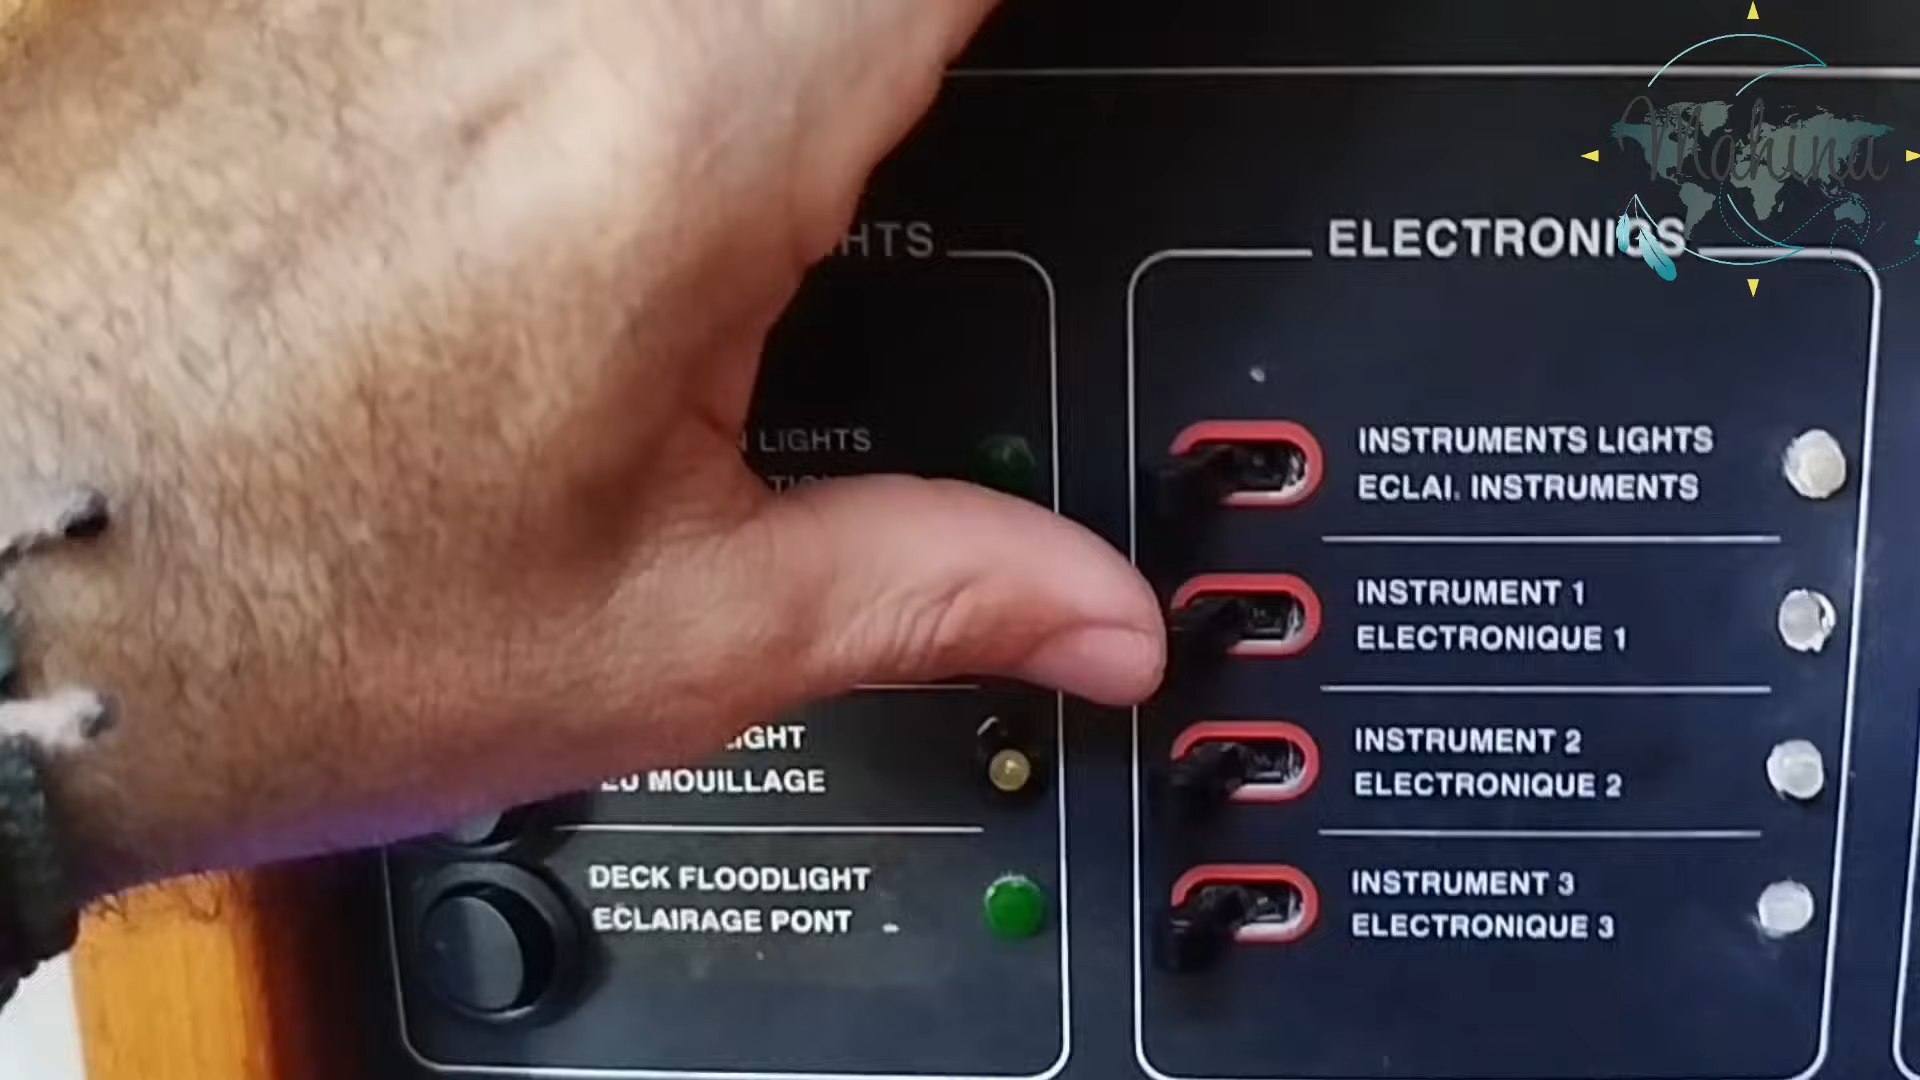 Mahina
ELECTRONICS
LIGHTS
INSTRUMENTS LIGHTS
ECLAI. INSTRUMENTS
INSTRUMENT 1
ELECTRONIQUE 1
MOUILLAGE
INSTRUMENT 2
ELECTRONIQUE 2
DECK FLOODLIGHT
ECLAIRAGE PONT
INSTRUMENT 3
ELECTRONIQUE 3